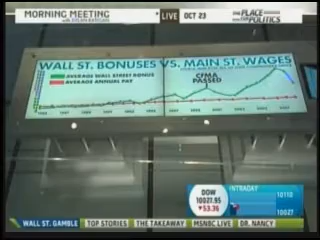 MORNING MEETING
LIVE
OCT 23
THE PLACE
FOR POLITICS
WALL ST. BONUSES VS. MAIN ST. WAGES
AVERAGE WALL STREET BONUS
AVERAGE ANNUAL PAY
CFMA
PASSED
DOW
10027.95
▼53.36
INTRADAY
10110
10027
WALL ST. GAMBLE
TOP STORIES
THE TAKEAWAY
MSNBC LIVE
DR. NANCY